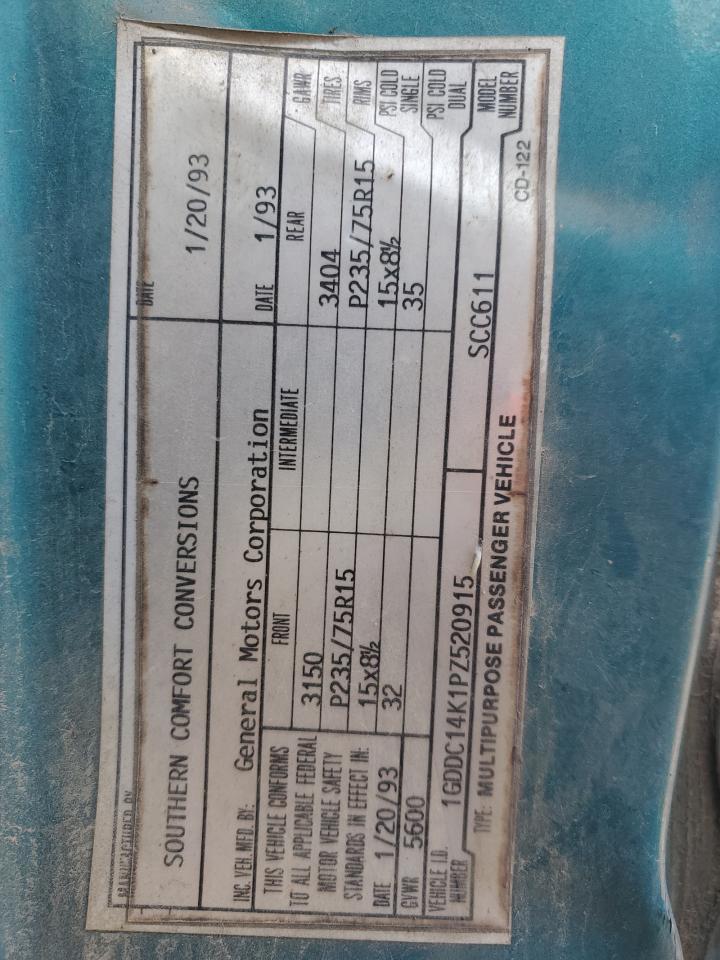 MANUFACTURED BY
DATE
SOUTHERN COMFORT CONVERSIONS
1/20/93
INC. VEH. MFD. BY: General Motors Corporation
DATE 1/93
THIS VEHICLE CONFORMS
TO ALL APPLICABLE FEDERAL
MOTOR VEHICLE SAFETY
STANDARDS IN EFFECT IN:
DATE 1/20/93
GVWR 5600
FRONT INTERMEDIATE REAR
3150 3404 GAWR
P235/75R15 P235/75R15 TIRES
15x8½ 15x8½ RIMS
32 35 PSI COLD SINGLE
PSI COLD DUAL
VEHICLE I.D. NUMBER 1GDDC14K1PZ520915
SCC611 MODEL NUMBER
TYPE: MULTIPURPOSE PASSENGER VEHICLE
CD-122